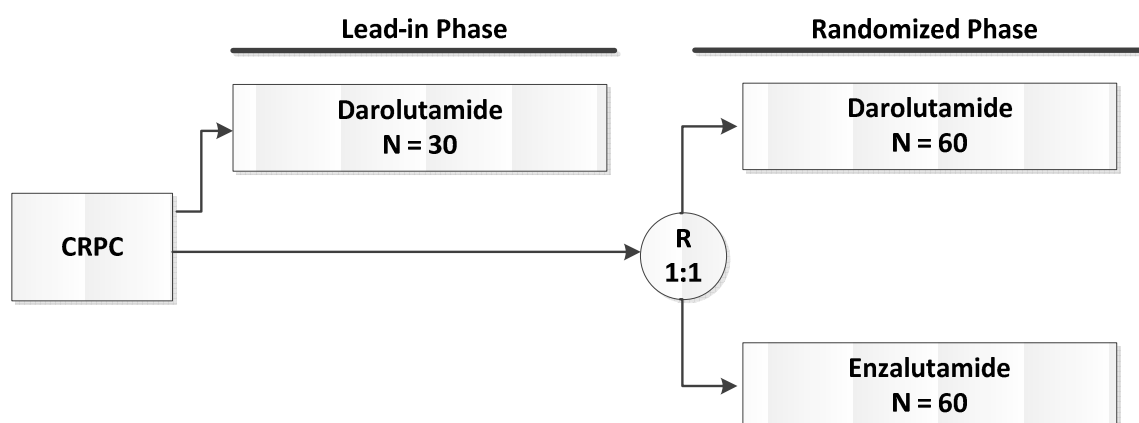 Lead-in Phase
Randomized Phase
Darolutamide
N = 30
Darolutamide
N = 60
CRPC
R
1:1
Enzalutamide
N = 60